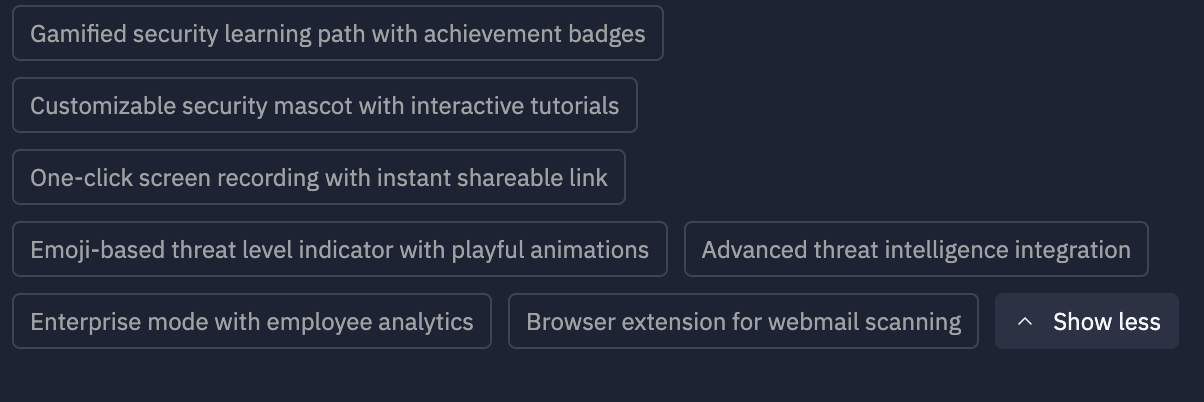 Gamified security learning path with achievement badges
Customizable security mascot with interactive tutorials
One-click screen recording with instant shareable link
Emoji-based threat level indicator with playful animations
Advanced threat intelligence integration
Enterprise mode with employee analytics
Browser extension for webmail scanning
Show less